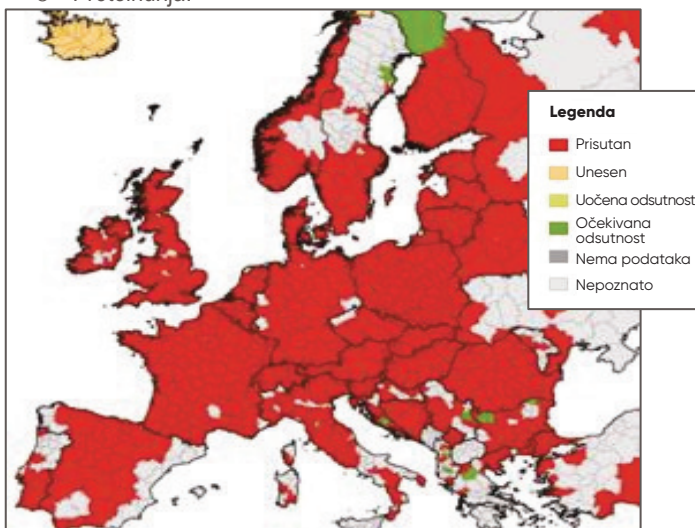 Legenda
Prisutan
Unesen
Uočena odsutnost
Očekivana
odsutnost
Nema podataka
Nepoznato